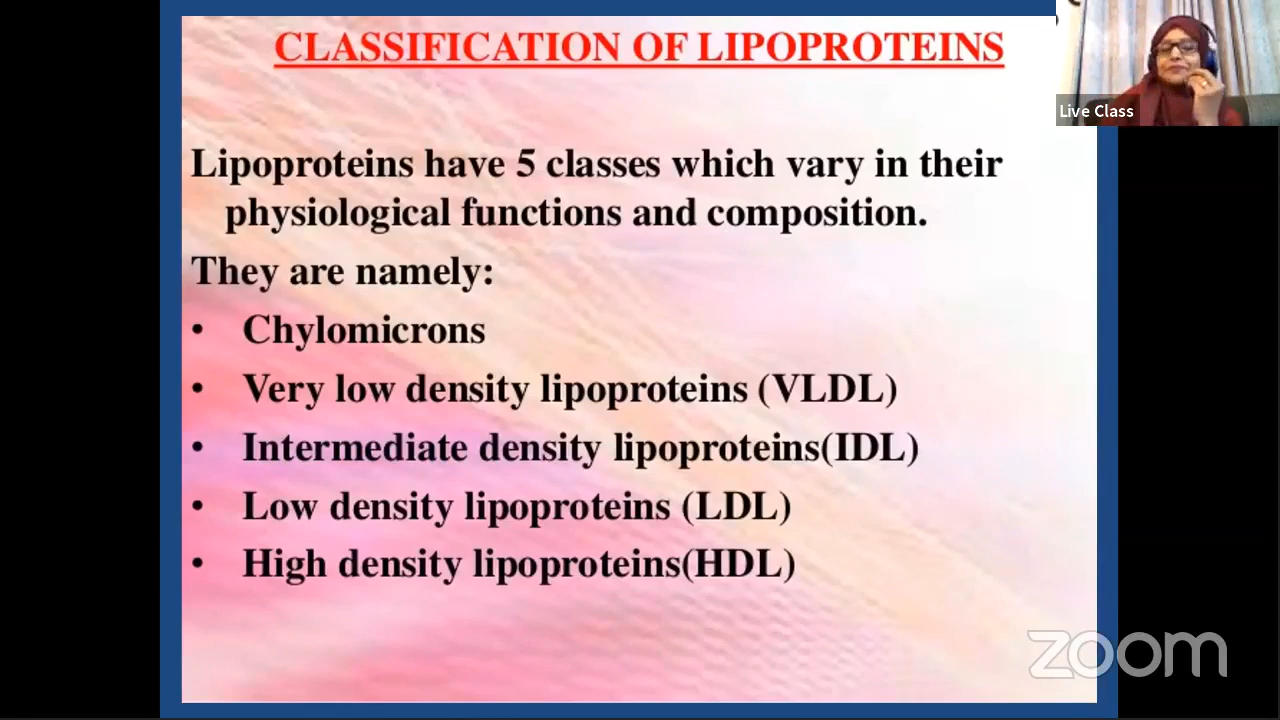 CLASSIFICATION OF LIPOPROTEINS
Live Class
Lipoproteins have 5 classes which vary in their
physiological functions and composition.
They are namely:
• Chylomicrons
• Very low density lipoproteins (VLDL)
• Intermediate density lipoproteins(IDL)
• Low density lipoproteins (LDL)
• High density lipoproteins(HDL)
zoom